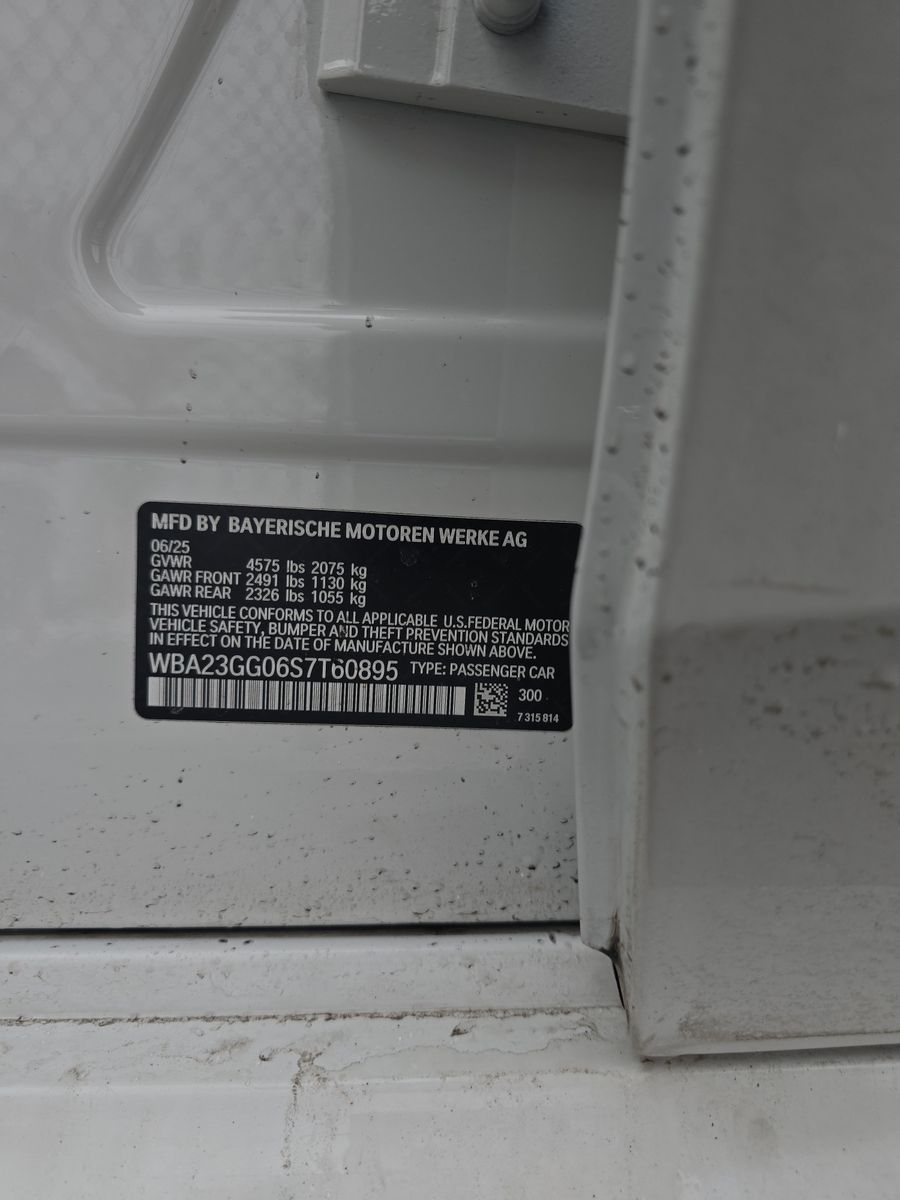 MFD BY BAYERISCHE MOTOREN WERKE AG
06/25
GVWR 4575 lbs 2075 kg
GAWR FRONT 2491 lbs 1130 kg
GAWR REAR 2326 lbs 1055 kg
THIS VEHICLE CONFORMS TO ALL APPLICABLE U.S.FEDERAL MOTOR
VEHICLE SAFETY, BUMPER AND THEFT PREVENTION STANDARDS
IN EFFECT ON THE DATE OF MANUFACTURE SHOWN ABOVE.
WBA23GG06S7T60895 TYPE: PASSENGER CAR
300
7 315 814